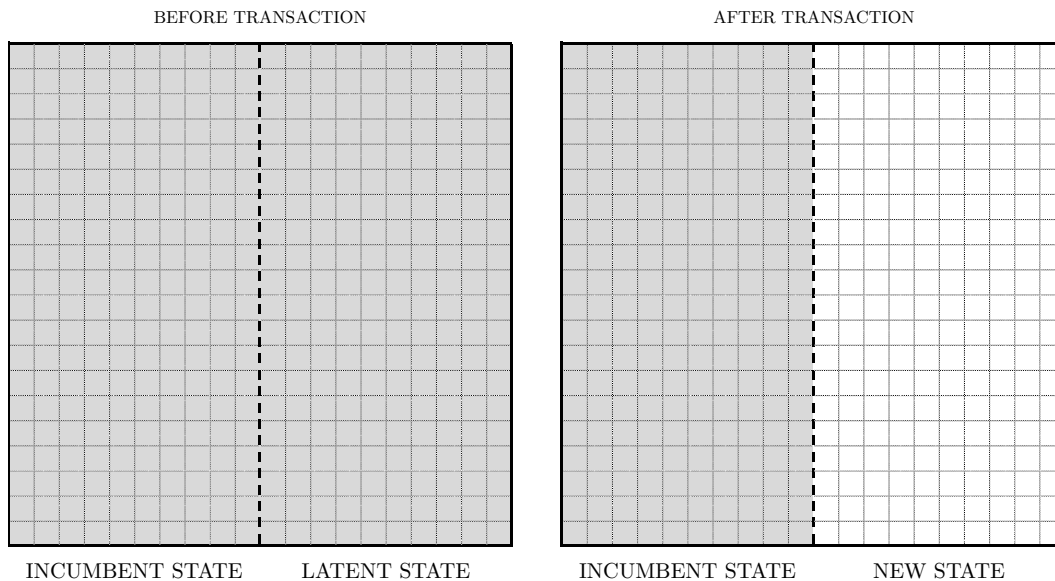 BEFORE TRANSACTION
AFTER TRANSACTION
INCUMBENT STATE
LATENT STATE
INCUMBENT STATE
NEW STATE